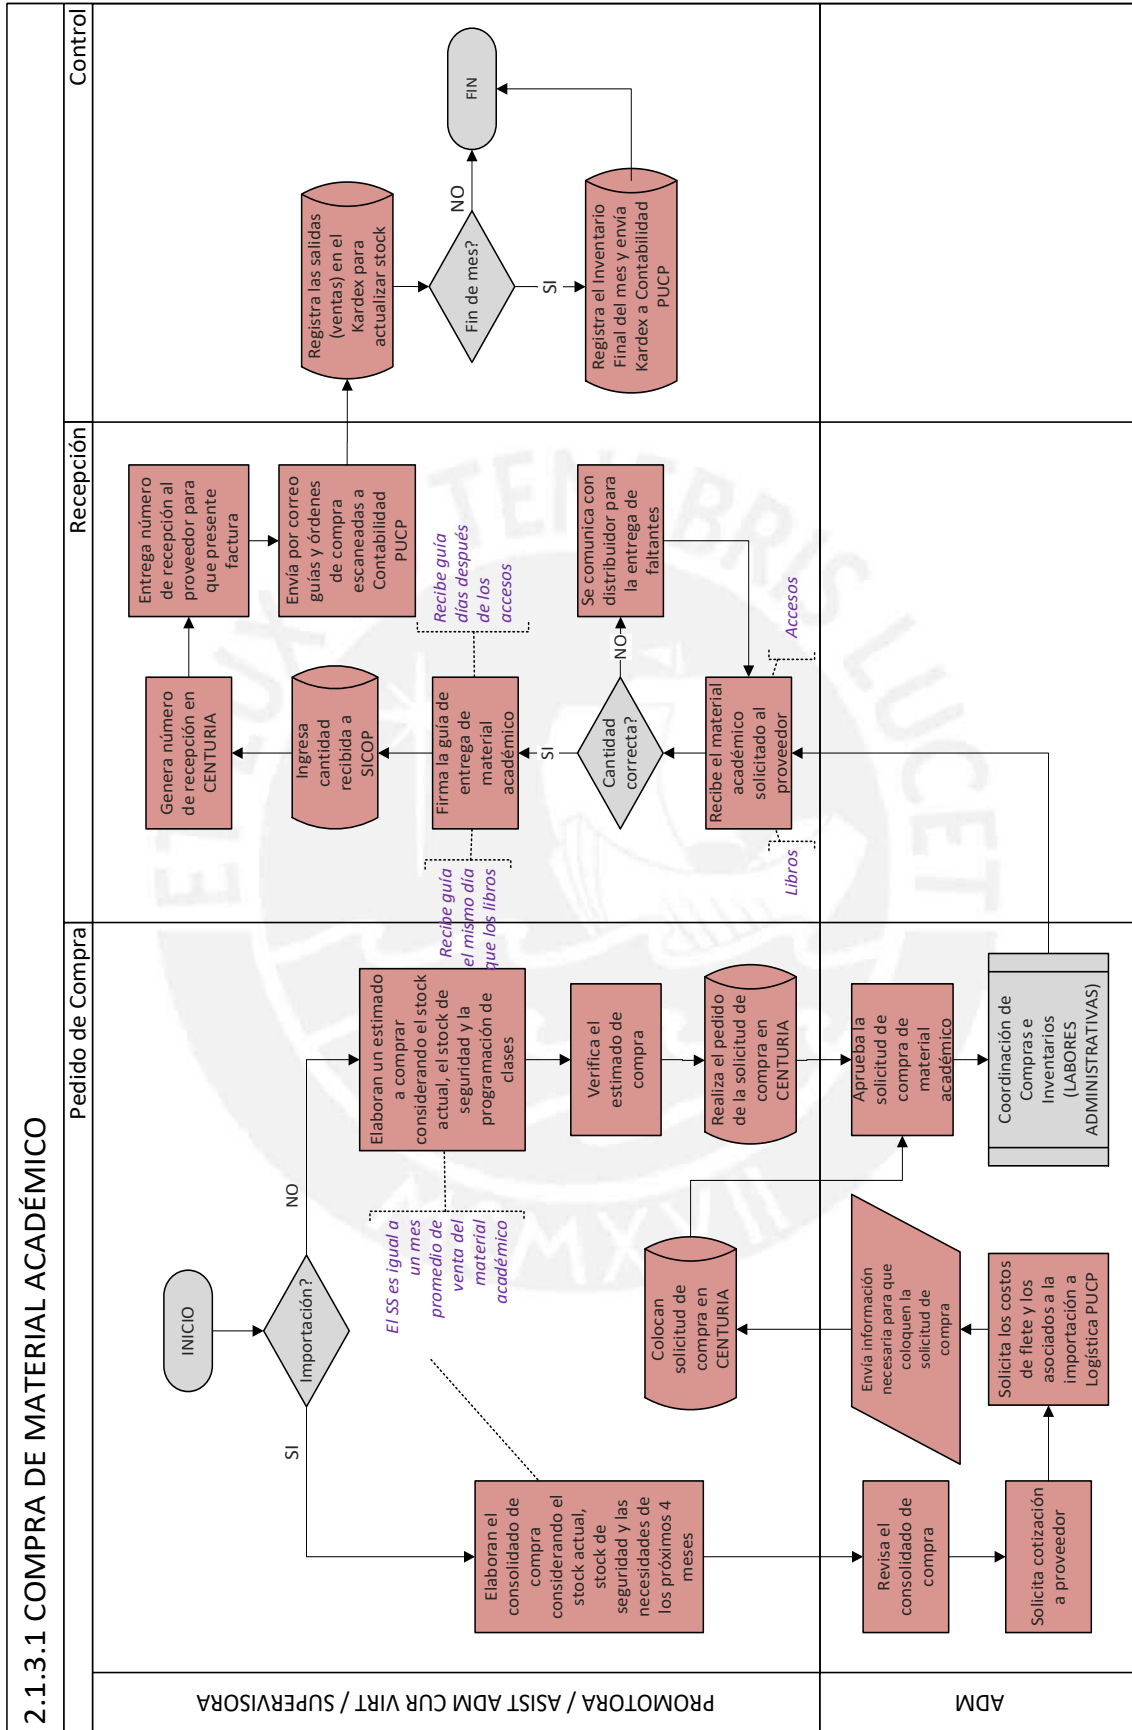 2.1.3.1 COMPRA DE MATERIAL ACADÉMICO
Pedido de Compra
Recepción
Control
PROMOTORA / ASIST ADM CUR VIRT / SUPERVISORA
ADM
INICIO
Importación?
SI
NO
Elaboran el
consolidado de
compra
considerando el
stock actual,
stock de
seguridad y las
necesidades de
los próximos 4
meses
El SS es igual a
un mes
promedio de
venta del
material
académico
Elaboran un estimado
a comprar
considerando el stock
actual, el stock de
seguridad y la
programación de
clases
Verifica el
estimado de
compra
Realiza el pedido
de la solicitud de
compra en
CENTURIA
Colocan
solicitud de
compra en
CENTURIA
Revisa el
consolidado de
compra
Solicita cotización
a proveedor
Solicita los costos
de flete y los
asociados a la
importación a
Logística PUCP
Envía información
necesaria para que
coloquen la
solicitud de
compra
Aprueba la
solicitud de
compra de
material
académico
Coordinación de
Compras e
Inventarios
(LABORES
ADMINISTRATIVAS)
Recibe el material
académico
solicitado al
proveedor
Libros
Accesos
Cantidad
correcta?
NO
SI
Se comunica con
distribuidor para
la entrega de
faltantes
Firma la guía de
entrega de
material
académico
Recibe guía
el mismo día
que los libros
Recibe guía
días después
de los
accesos
Ingresa
cantidad
recibida a
SICOP
Genera número
de recepción en
CENTURIA
Entrega número
de recepción al
proveedor para
que presente
factura
Envía por correo
guías y órdenes
de compra
escaneadas a
Contabilidad
PUCP
Registra las salidas
(ventas) en el
Kardex para
actualizar stock
Fin de mes?
NO
SI
Registra el Inventario
Final del mes y envía
Kardex a Contabilidad
PUCP
FIN
ET LUX IN TENEBRIS LUCET
MCMXVII